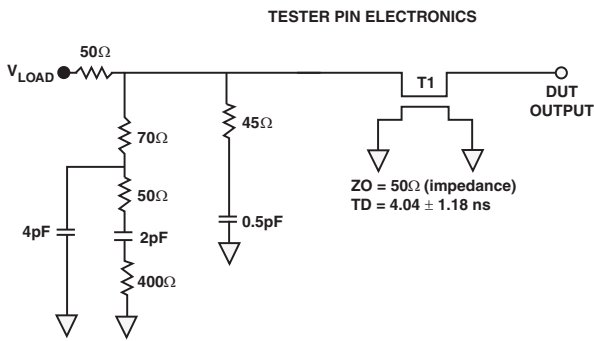 TESTER PIN ELECTRONICS
50Ω
VLOAD
T1
DUT
OUTPUT
70Ω
45Ω
50Ω
ZO = 50Ω (impedance)
TD = 4.04 ± 1.18 ns
4pF
2pF
0.5pF
400Ω